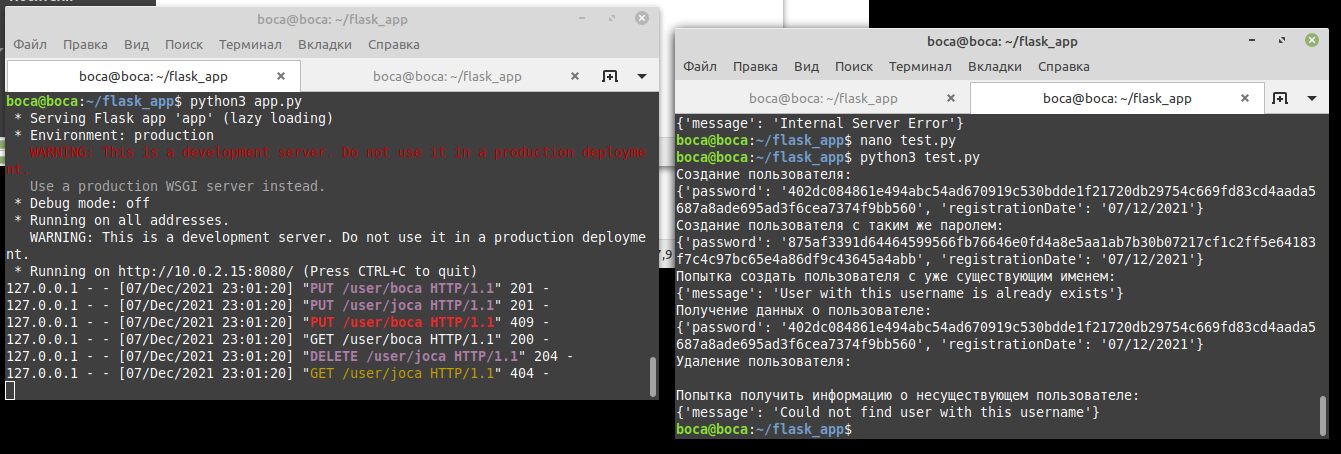 boca@boca: ~/flask_app
Файл Правка Вид Поиск Терминал Вкладки Справка
boca@boca: ~/flask_app boca@boca: ~/flask_app
boca@boca:~/flask_app$ python3 app.py
* Serving Flask app 'app' (lazy loading)
* Environment: production
WARNING: This is a development server. Do not use it in a production deployme
nt.
Use a production WSGI server instead.
* Debug mode: off
* Running on all addresses.
WARNING: This is a development server. Do not use it in a production deployme
nt.
* Running on http://10.0.2.15:8080/ (Press CTRL+C to quit)
127.0.0.1 - - [07/Dec/2021 23:01:20] "PUT /user/boca HTTP/1.1" 201 -
127.0.0.1 - - [07/Dec/2021 23:01:20] "PUT /user/joca HTTP/1.1" 201 -
127.0.0.1 - - [07/Dec/2021 23:01:20] "PUT /user/boca HTTP/1.1" 409 -
127.0.0.1 - - [07/Dec/2021 23:01:20] "GET /user/boca HTTP/1.1" 200 -
127.0.0.1 - - [07/Dec/2021 23:01:20] "DELETE /user/joca HTTP/1.1" 204 -
127.0.0.1 - - [07/Dec/2021 23:01:20] "GET /user/joca HTTP/1.1" 404 -
7,9
boca@boca: ~/flask_app
Файл Правка Вид Поиск Терминал Вкладки Справка
boca@boca: ~/flask_app boca@boca: ~/flask_app
{'message': 'Internal Server Error'}
boca@boca:~/flask_app$ nano test.py
boca@boca:~/flask_app$ python3 test.py
Создание пользователя:
{'password': '402dc084861e494abc54ad670919c530bdde1f21720db29754c669fd83cd4aada5
687a8ade695ad3f6cea7374f9bb560', 'registrationDate': '07/12/2021'}
Создание пользователя с таким же паролем:
{'password': '875af3391d64464599566fb76646e0fd4a8e5aa1ab7b30b07217cf1c2ff5e64183
f7c4c97bc65e4a86df9c43645a4abb', 'registrationDate': '07/12/2021'}
Попытка создать пользователя с уже существующим именем:
{'message': 'User with this username is already exists'}
Получение данных о пользователе:
{'password': '402dc084861e494abc54ad670919c530bdde1f21720db29754c669fd83cd4aada5
687a8ade695ad3f6cea7374f9bb560', 'registrationDate': '07/12/2021'}
Удаление пользователя:
Попытка получить информацию о несуществующем пользователе:
{'message': 'Could not find user with this username'}
boca@boca:~/flask_app$